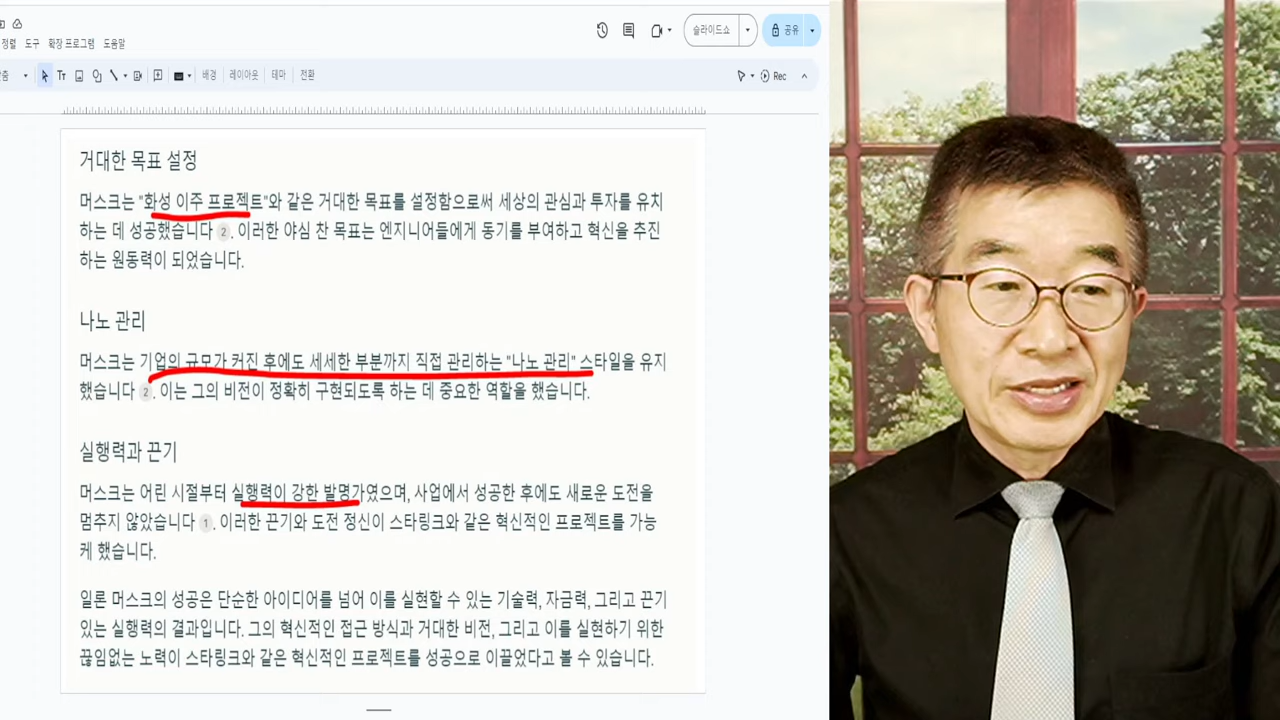 정렬 도구 확장 프로그램 도움말
슬라이드쇼
공유
Tт
배경 레이아웃 테마 전환
Rec
거대한 목표 설정
머스크는 "화성 이주 프로젝트"와 같은 거대한 목표를 설정함으로써 세상의 관심과 투자를 유치
하는 데 성공했습니다 2. 이러한 야심 찬 목표는 엔지니어들에게 동기를 부여하고 혁신을 추진
하는 원동력이 되었습니다.
나노 관리
머스크는 기업의 규모가 커진 후에도 세세한 부분까지 직접 관리하는 "나노 관리" 스타일을 유지
했습니다 2. 이는 그의 비전이 정확히 구현되도록 하는 데 중요한 역할을 했습니다.
실행력과 끈기
머스크는 어린 시절부터 실행력이 강한 발명가였으며, 사업에서 성공한 후에도 새로운 도전을
멈추지 않았습니다 1. 이러한 끈기와 도전 정신이 스타링크와 같은 혁신적인 프로젝트를 가능
케 했습니다.
일론 머스크의 성공은 단순한 아이디어를 넘어 이를 실현할 수 있는 기술력, 자금력, 그리고 끈기
있는 실행력의 결과입니다. 그의 혁신적인 접근 방식과 거대한 비전, 그리고 이를 실현하기 위한
끊임없는 노력이 스타링크와 같은 혁신적인 프로젝트를 성공으로 이끌었다고 볼 수 있습니다.